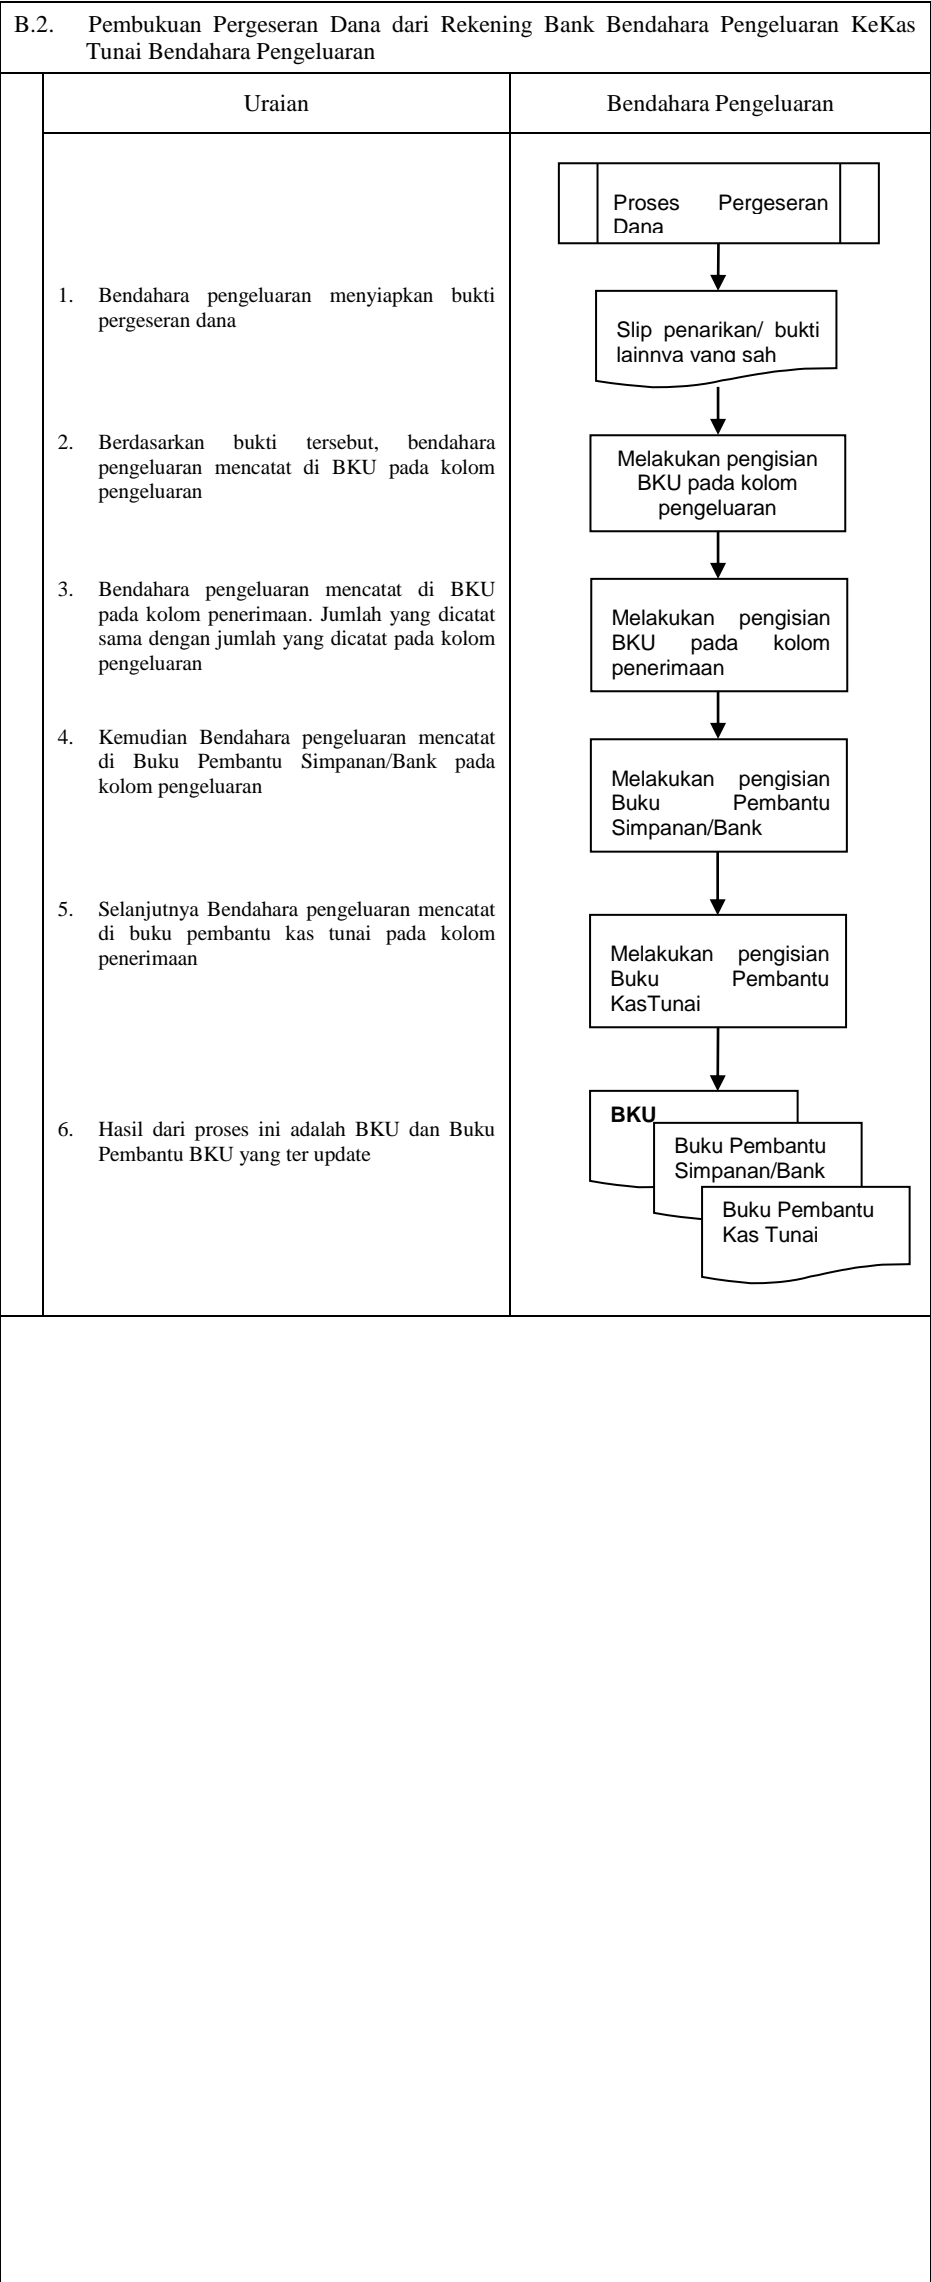 B.2. Pembukuan Pergeseran Dana dari Rekening Bank Bendahara Pengeluaran KeKas
Tunai Bendahara Pengeluaran
Uraian
Bendahara Pengeluaran
Proses Pergeseran
Dana
1. Bendahara pengeluaran menyiapkan bukti
pergeseran dana
Slip penarikan/ bukti
lainnya yang sah
2. Berdasarkan bukti tersebut, bendahara
pengeluaran mencatat di BKU pada kolom
pengeluaran
Melakukan pengisian
BKU pada kolom
pengeluaran
3. Bendahara pengeluaran mencatat di BKU
pada kolom penerimaan. Jumlah yang dicatat
sama dengan jumlah yang dicatat pada kolom
pengeluaran
Melakukan pengisian
BKU pada kolom
penerimaan
4. Kemudian Bendahara pengeluaran mencatat
di Buku Pembantu Simpanan/Bank pada
kolom pengeluaran
Melakukan pengisian
Buku Pembantu
Simpanan/Bank
5. Selanjutnya Bendahara pengeluaran mencatat
di buku pembantu kas tunai pada kolom
penerimaan
Melakukan pengisian
Buku Pembantu
KasTunai
6. Hasil dari proses ini adalah BKU dan Buku
Pembantu BKU yang ter update
BKU
Buku Pembantu
Simpanan/Bank
Buku Pembantu
Kas Tunai